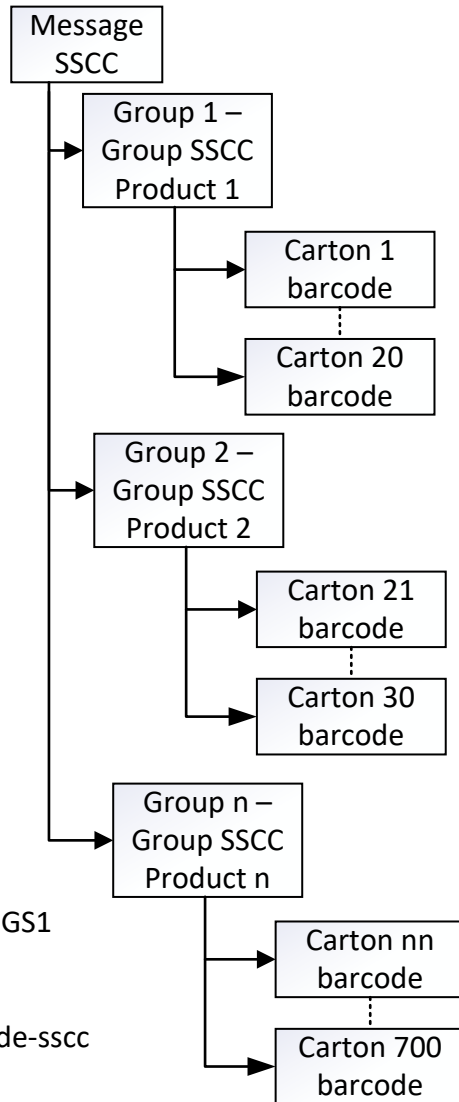 Message
SSCC
Group 1 –
Group SSCC
Product 1
Carton 1
barcode
Carton 20
barcode
Group 2 –
Group SSCC
Product 2
Carton 21
barcode
Carton 30
barcode
Group n –
Group SSCC
Product n
GS1
Carton nn
barcode
de-sscc
Carton 700
barcode